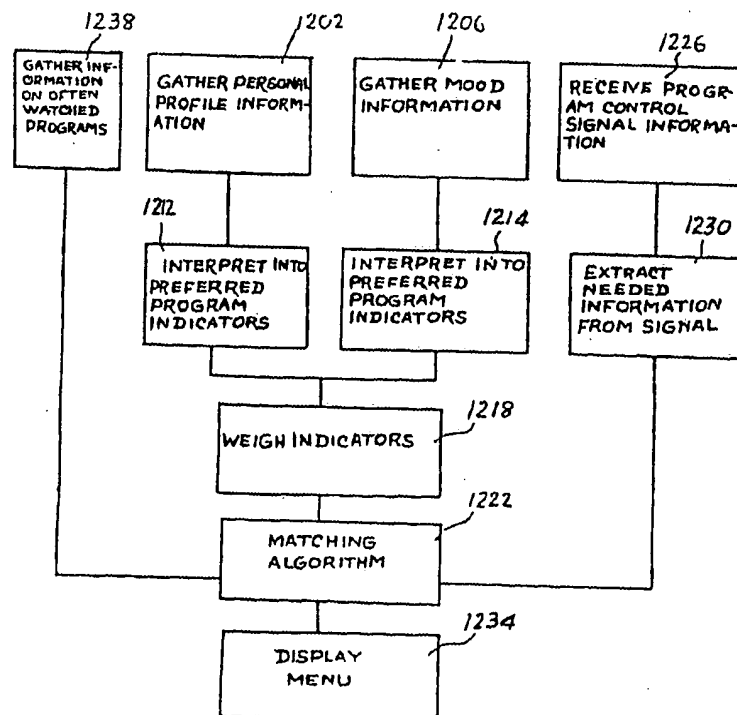 1238
1202
1206
1226
GATHER INF-
ORMATION
ON OFTEN
WATCHED
PROGRAMS
GATHER PERSONAL
PROFILE INFORM-
ATION
GATHER MOOD
INFORMATION
RECEIVE PROGR-
AM CONTROL
SIGNAL INFORMA-
TION
1212
1214
1230
INTERPRET INTO
PREFERRED
PROGRAM
INDICATORS
INTERPRET INTO
PREFERRED
PROGRAM
INDICATORS
EXTRACT
NEEDED
INFORMATION
FROM SIGNAL
1218
WEIGH INDICATORS
1222
MATCHING
ALGORITHM
1234
DISPLAY
MENU